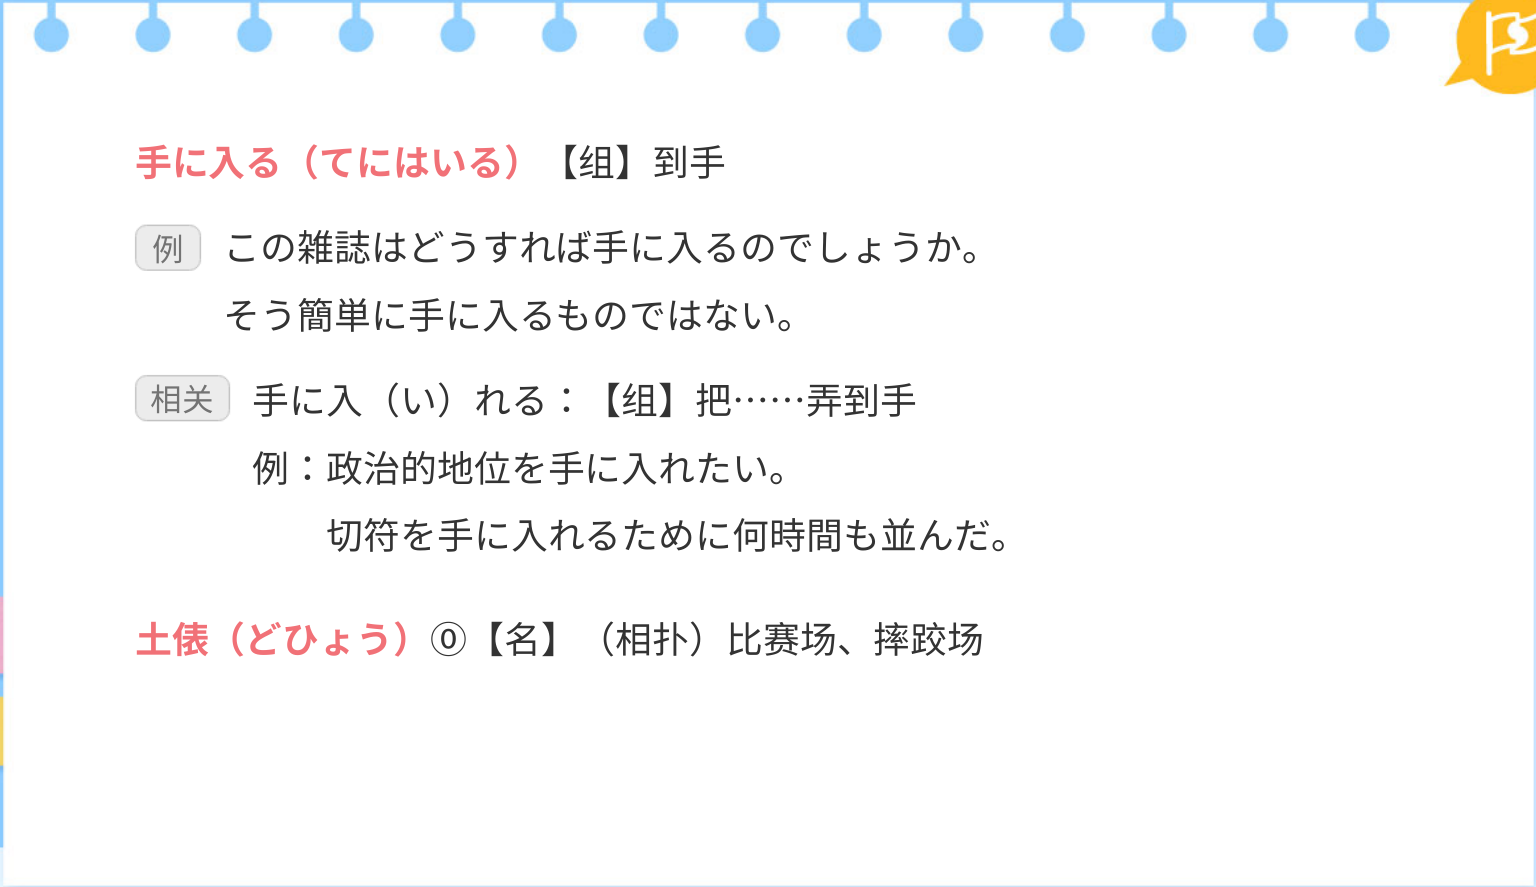 手に入る（てにはいる）【组】到手
例 この雑誌はどうすれば手に入るのでしょうか。
そう簡単に手に入るものではない。
相关 手に入（い）れる：【组】把……弄到手
例：政治的地位を手に入れたい。
切符を手に入れるために何時間も並んだ。
土俵（どひょう）⓪【名】（相扑）比赛场、摔跤场